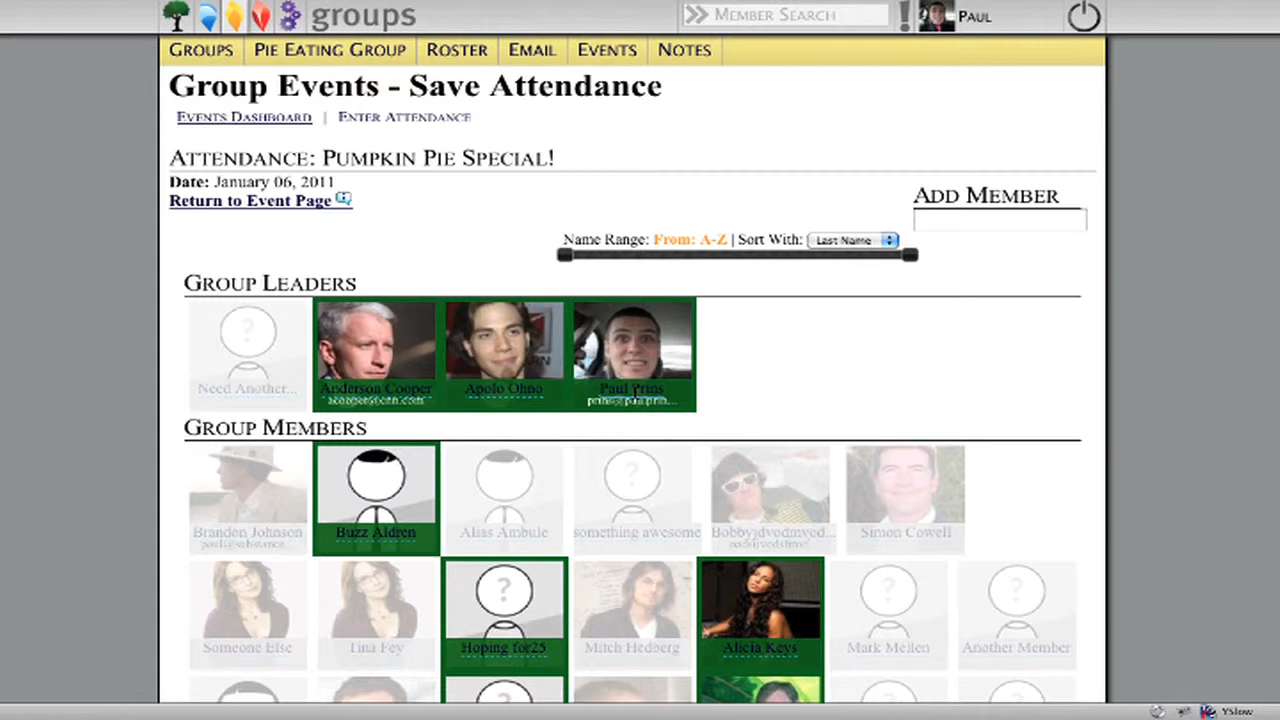 groups
MEMBER SEARCH
PAUL
GROUPS
PIE EATING GROUP
ROSTER
EMAIL
EVENTS
NOTES
Group Events - Save Attendance
EVENTS DASHBOARD | ENTER ATTENDANCE
ATTENDANCE: PUMPKIN PIE SPECIAL!
Date: January 06, 2011
Return to Event Page
ADD MEMBER
Name Range: From: A-Z | Sort With: Last Name
GROUP LEADERS
Need Another...
Anderson Cooper
acooper@cnn.com
Apolo Ohno
Paul Prins
GROUP MEMBERS
Brandon Johnson
Buzz Aldren
Alias Ambule
something awesome
Simon Cowell
Someone Else
Tina Fey
Hoping for25
Mitch Hedberg
Alicia Keys
Mark Mellen
Another Member
YSlow